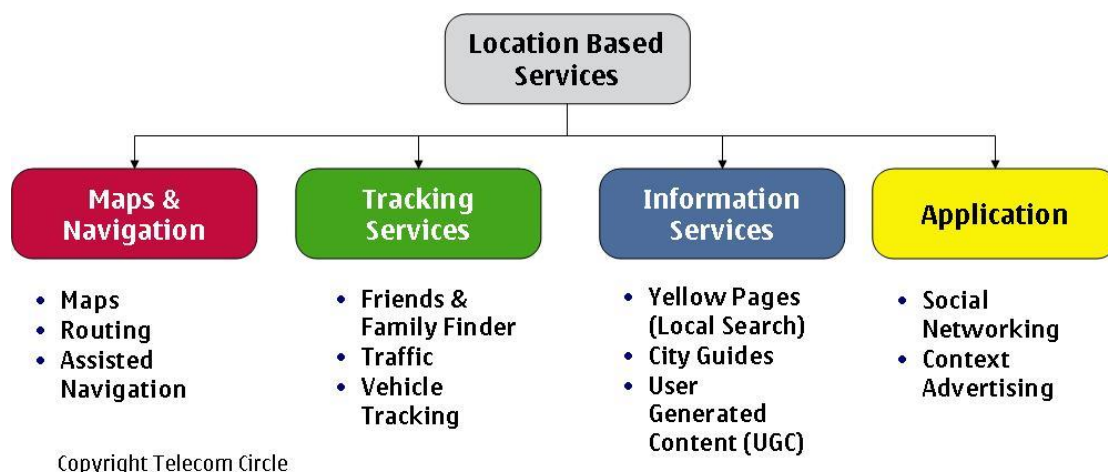 Location Based
Services
Maps &
Navigation
Tracking
Services
Information
Services
Application
• Maps
• Routing
• Assisted
Navigation
• Friends &
Family Finder
• Traffic
• Vehicle
Tracking
• Yellow Pages
(Local Search)
• City Guides
• User
Generated
Content (UGC)
• Social
Networking
• Context
Advertising
Copyright Telecom Circle